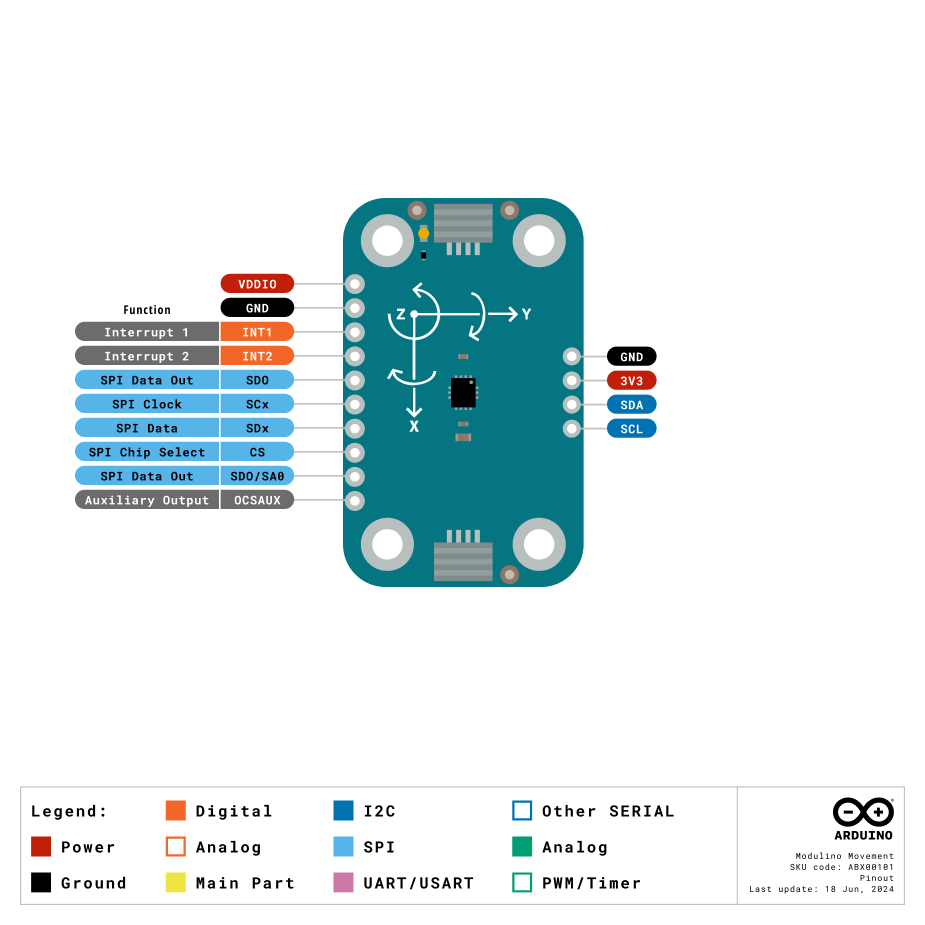 VDDIO
Function
GND
Interrupt 1 INT1
Interrupt 2 INT2
SPI Data Out SDO
SPI Clock SCx
SPI Data SDx
SPI Chip Select CS
SPI Data Out SDO/SA0
Auxiliary Output OCSAUX
Z
Y
X
GND
3V3
SDA
SCL
Legend:
Power
Ground
Digital
Analog
Main Part
I2C
SPI
UART/USART
Other SERIAL
Analog
PWM/Timer
ARDUINO
Modulino Movement
SKU code: ABX00101
Pinout
Last update: 18 Jun, 2024